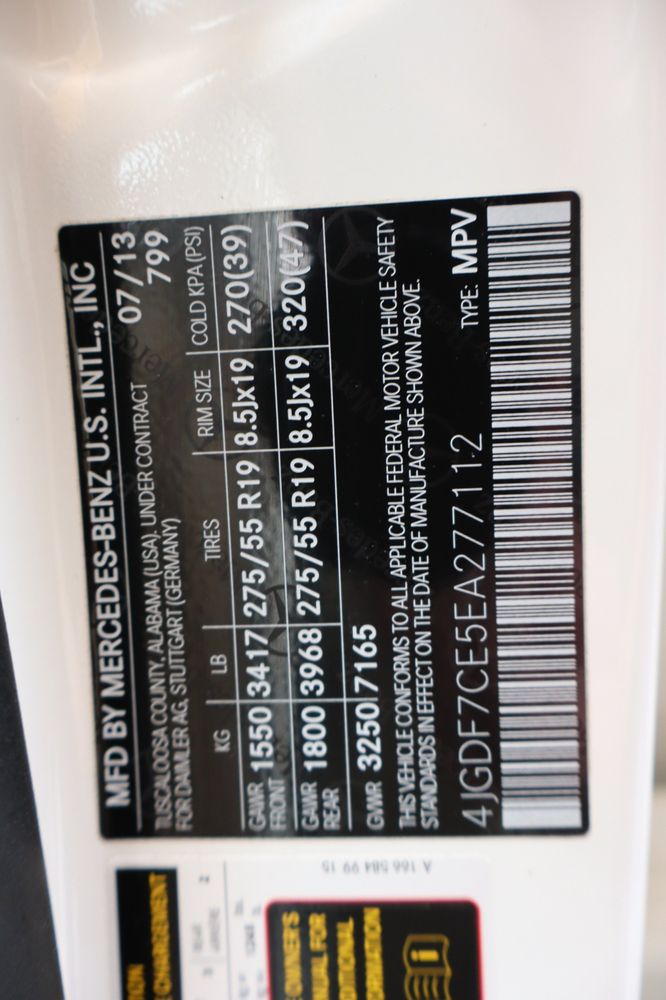 MFD BY MERCEDES-BENZ U.S. INTL., INC
TUSCALOOSA COUNTY, ALABAMA (USA), UNDER CONTRACT 07/13
FOR DAIMLER AG, STUTTGART (GERMANY) 799
KG LB TIRES RIM SIZE COLD KPA (PSI)
GAWR FRONT 1550 3417 275/55 R19 8.5Jx19 270(39)
GAWR REAR 1800 3968 275/55 R19 8.5Jx19 320(47)
GVWR 3250 7165
THIS VEHICLE CONFORMS TO ALL APPLICABLE FEDERAL MOTOR VEHICLE SAFETY
STANDARDS IN EFFECT ON THE DATE OF MANUFACTURE SHOWN ABOVE.
4JGDF7CE5EA277112 TYPE: MPV
A 166 584 99 15
CHARGEMENT
OWNER'S
FOR